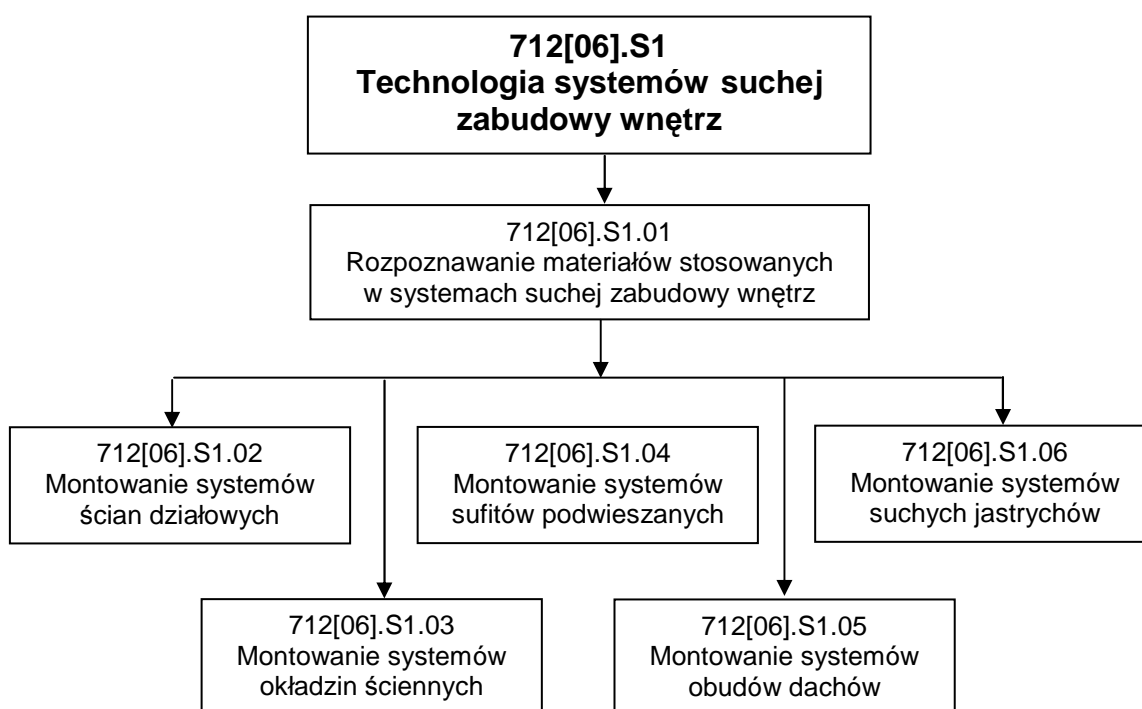 712[06].S1
Technologia systemów suchej
zabudowy wnętrz
712[06].S1.01
Rozpoznawanie materiałów stosowanych
w systemach suchej zabudowy wnętrz
712[06].S1.02
Montowanie systemów
ścian działowych
712[06].S1.04
Montowanie systemów
sufitów podwieszanych
712[06].S1.06
Montowanie systemów
suchych jastrychów
712[06].S1.03
Montowanie systemów
okładzin ściennych
712[06].S1.05
Montowanie systemów
obudów dachów